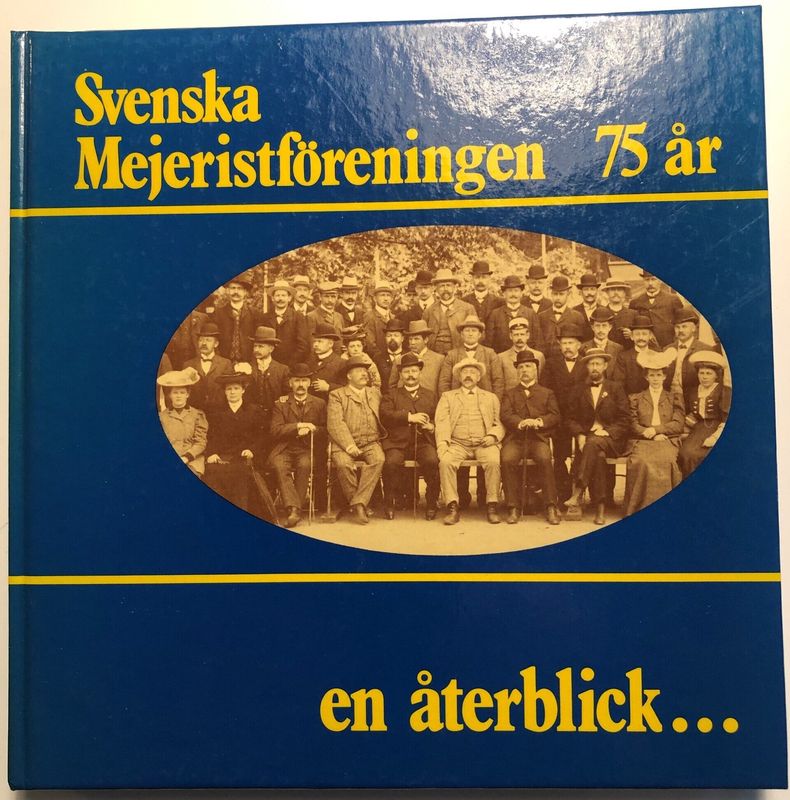 Svenska
Mejeristföreningen 75 år
en återblick...